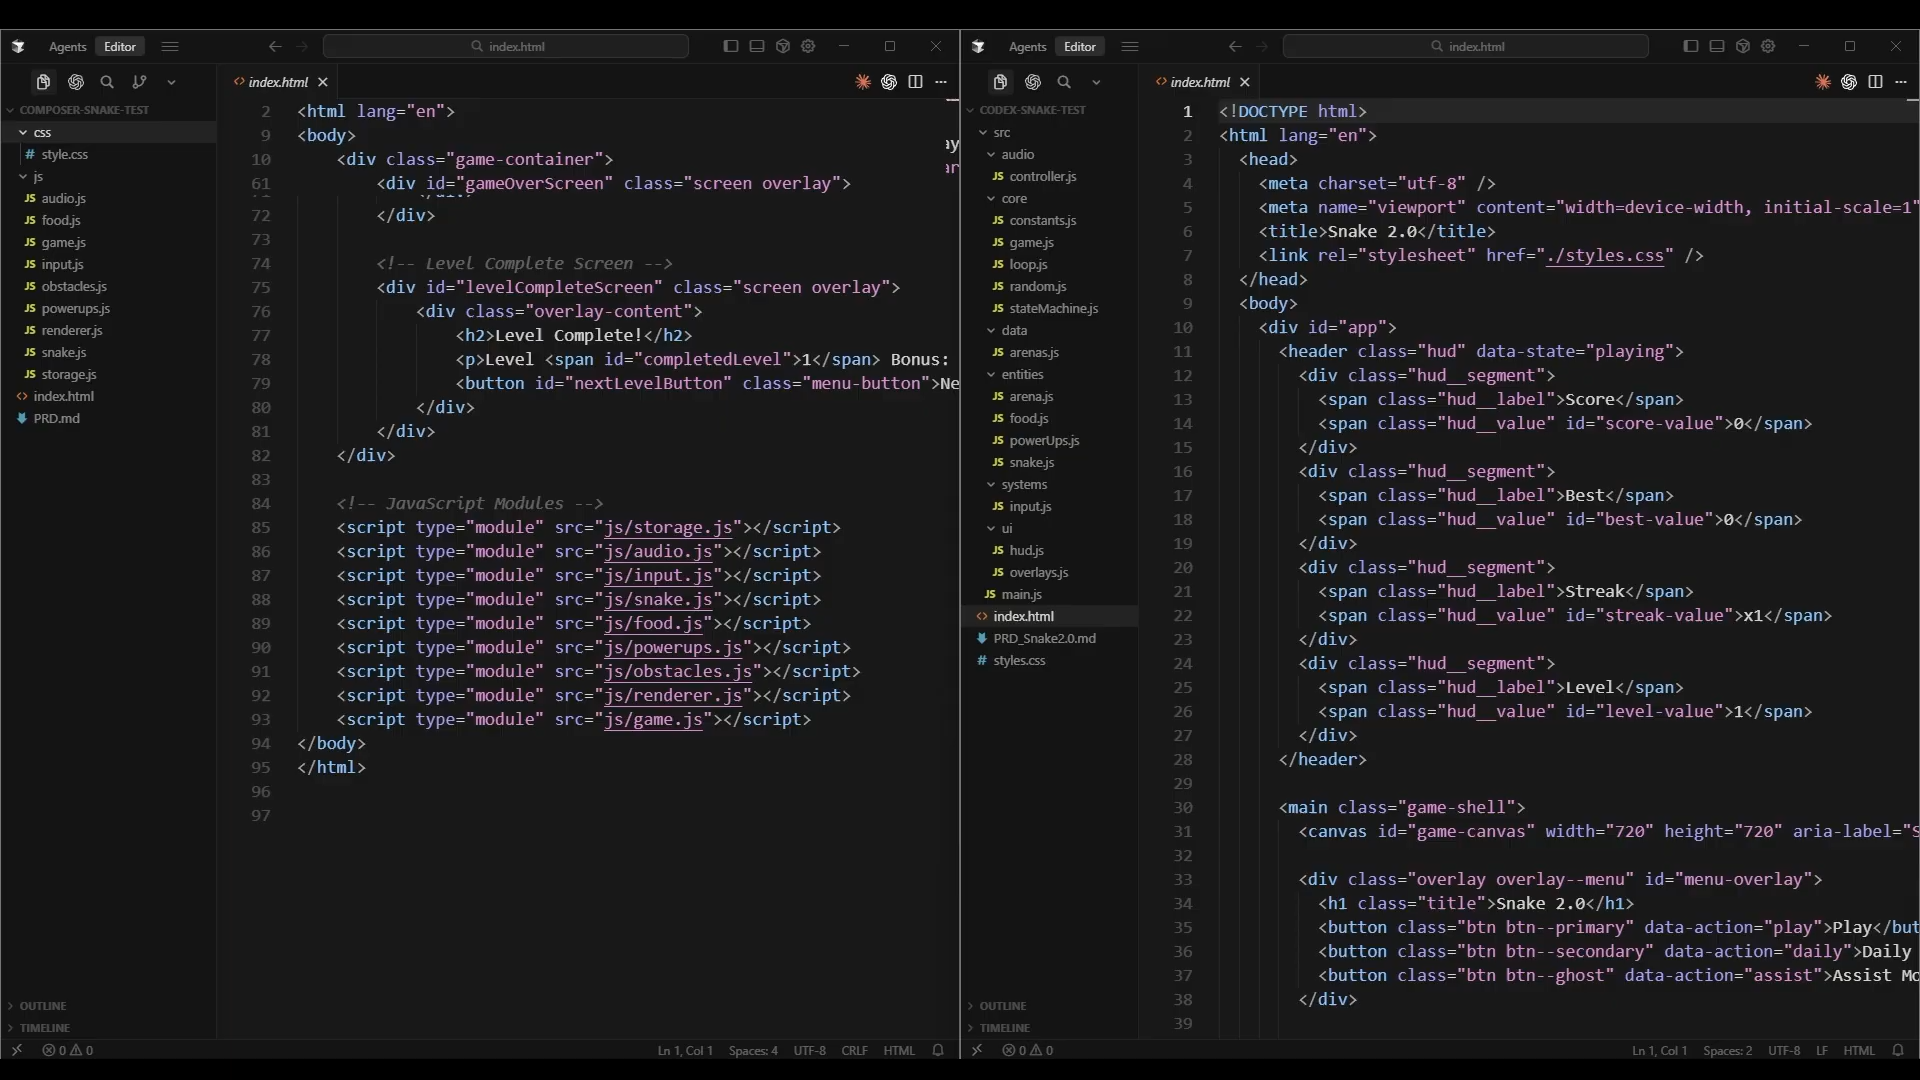 Agents Editor
index.html
COMPOSER-SNAKE-TEST
css
# style.css
js
JS audio.js
JS food.js
JS game.js
JS input.js
JS obstacles.js
JS powerups.js
JS renderer.js
JS snake.js
JS storage.js
<> index.html
PRD.md
OUTLINE
TIMELINE
<> index.html
2 <html lang="en">
9 <body>
10 <div class="game-container">
61 <div id="gameOverScreen" class="screen overlay">
72 </div>
73
74 <!-- Level Complete Screen -->
75 <div id="levelCompleteScreen" class="screen overlay">
76 <div class="overlay-content">
77 <h2>Level Complete!</h2>
78 <p>Level <span id="completedLevel">1</span> Bonus:
79 <button id="nextLevelButton" class="menu-button">Ne
80 </div>
81 </div>
82 </div>
83
84 <!-- JavaScript Modules -->
85 <script type="module" src="js/storage.js"></script>
86 <script type="module" src="js/audio.js"></script>
87 <script type="module" src="js/input.js"></script>
88 <script type="module" src="js/snake.js"></script>
89 <script type="module" src="js/food.js"></script>
90 <script type="module" src="js/powerups.js"></script>
91 <script type="module" src="js/obstacles.js"></script>
92 <script type="module" src="js/renderer.js"></script>
93 <script type="module" src="js/game.js"></script>
94 </body>
95 </html>
96
97
0 0
Ln 1, Col 1 Spaces: 4 UTF-8 CRLF HTML
Agents Editor
index.html
CODEX-SNAKE-TEST
src
audio
JS controller.js
core
JS constants.js
JS game.js
JS loop.js
JS random.js
JS stateMachine.js
data
JS arenas.js
entities
JS arena.js
JS food.js
JS powerUps.js
JS snake.js
systems
JS input.js
ui
JS hud.js
JS overlays.js
JS main.js
<> index.html
PRD_Snake2.0.md
# styles.css
OUTLINE
TIMELINE
<> index.html
1 <!DOCTYPE html>
2 <html lang="en">
3 <head>
4 <meta charset="utf-8" />
5 <meta name="viewport" content="width=device-width, initial-scale=1"
6 <title>Snake 2.0</title>
7 <link rel="stylesheet" href="./styles.css" />
8 </head>
9 <body>
10 <div id="app">
11 <header class="hud" data-state="playing">
12 <div class="hud__segment">
13 <span class="hud__label">Score</span>
14 <span class="hud__value" id="score-value">0</span>
15 </div>
16 <div class="hud__segment">
17 <span class="hud__label">Best</span>
18 <span class="hud__value" id="best-value">0</span>
19 </div>
20 <div class="hud__segment">
21 <span class="hud__label">Streak</span>
22 <span class="hud__value" id="streak-value">x1</span>
23 </div>
24 <div class="hud__segment">
25 <span class="hud__label">Level</span>
26 <span class="hud__value" id="level-value">1</span>
27 </div>
28 </header>
29
30 <main class="game-shell">
31 <canvas id="game-canvas" width="720" height="720" aria-label="S
32
33 <div class="overlay overlay--menu" id="menu-overlay">
34 <h1 class="title">Snake 2.0</h1>
35 <button class="btn btn--primary" data-action="play">Play</but
36 <button class="btn btn--secondary" data-action="daily">Daily
37 <button class="btn btn--ghost" data-action="assist">Assist Mo
38 </div>
39
0 0
Ln 1, Col 1 Spaces: 2 UTF-8 LF HTML